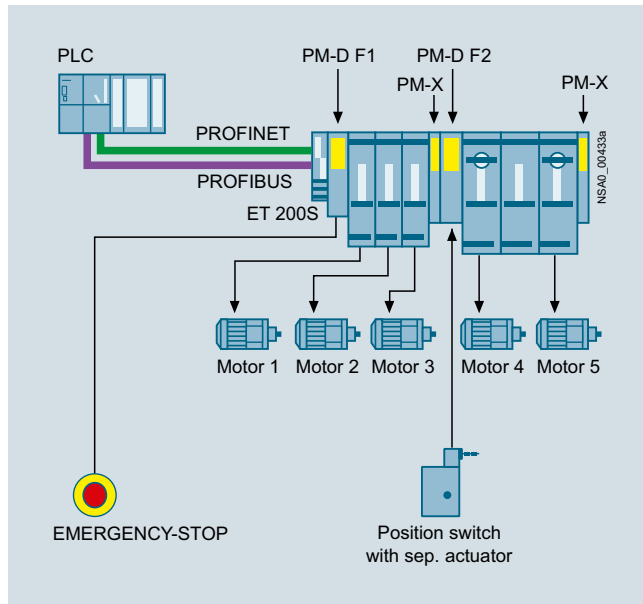 PLC
PM-D F1
PM-D F2
PM-X
PM-X
PROFINET
PROFIBUS
ET 200S
NSA0_00433a
Motor 1
Motor 2
Motor 3
Motor 4
Motor 5
EMERGENCY-STOP
Position switch
with sep. actuator